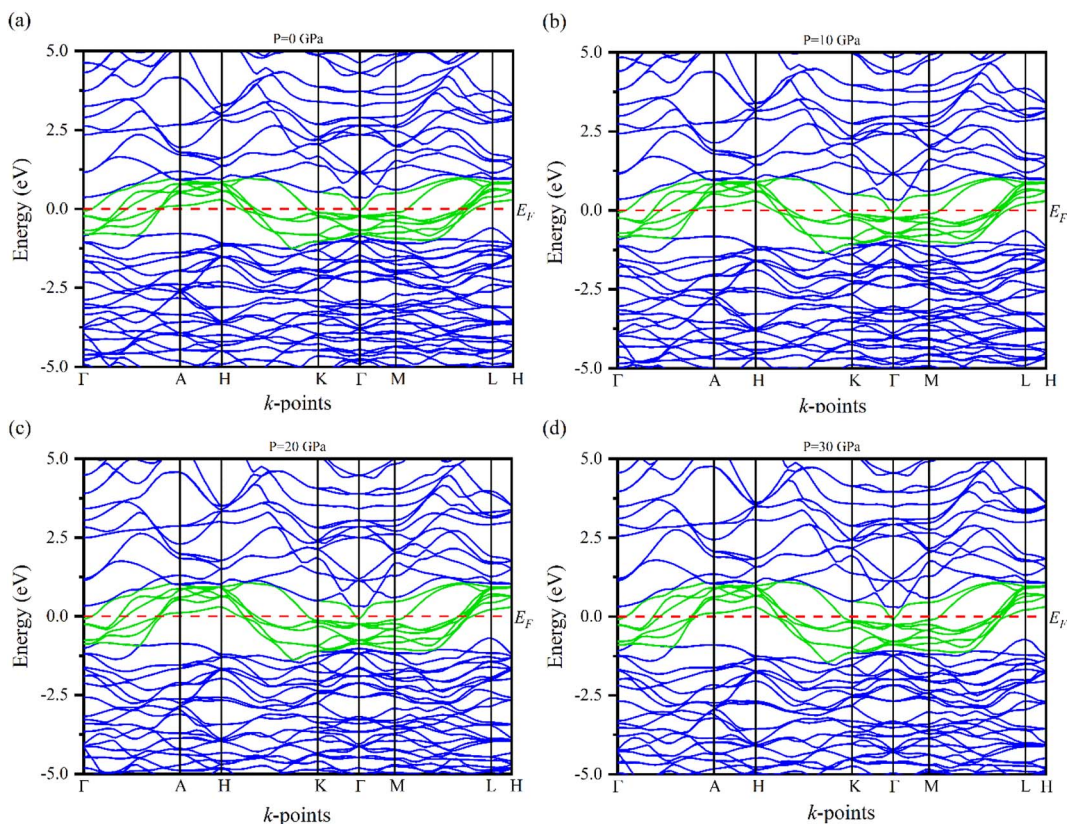 (a)
P=0 GPa
5.0
2.5
0.0
-2.5
-5.0
Energy (eV)
E_F
Γ A H K Γ M L H
k-points
(b)
P=10 GPa
5.0
2.5
0.0
-2.5
-5.0
Energy (eV)
E_F
Γ A H K Γ M L H
k-points
(c)
P=20 GPa
5.0
2.5
0.0
-2.5
-5.0
Energy (eV)
E_F
Γ A H K Γ M L H
k-points
(d)
P=30 GPa
5.0
2.5
0.0
-2.5
-5.0
Energy (eV)
E_F
Γ A H K Γ M L H
k-points